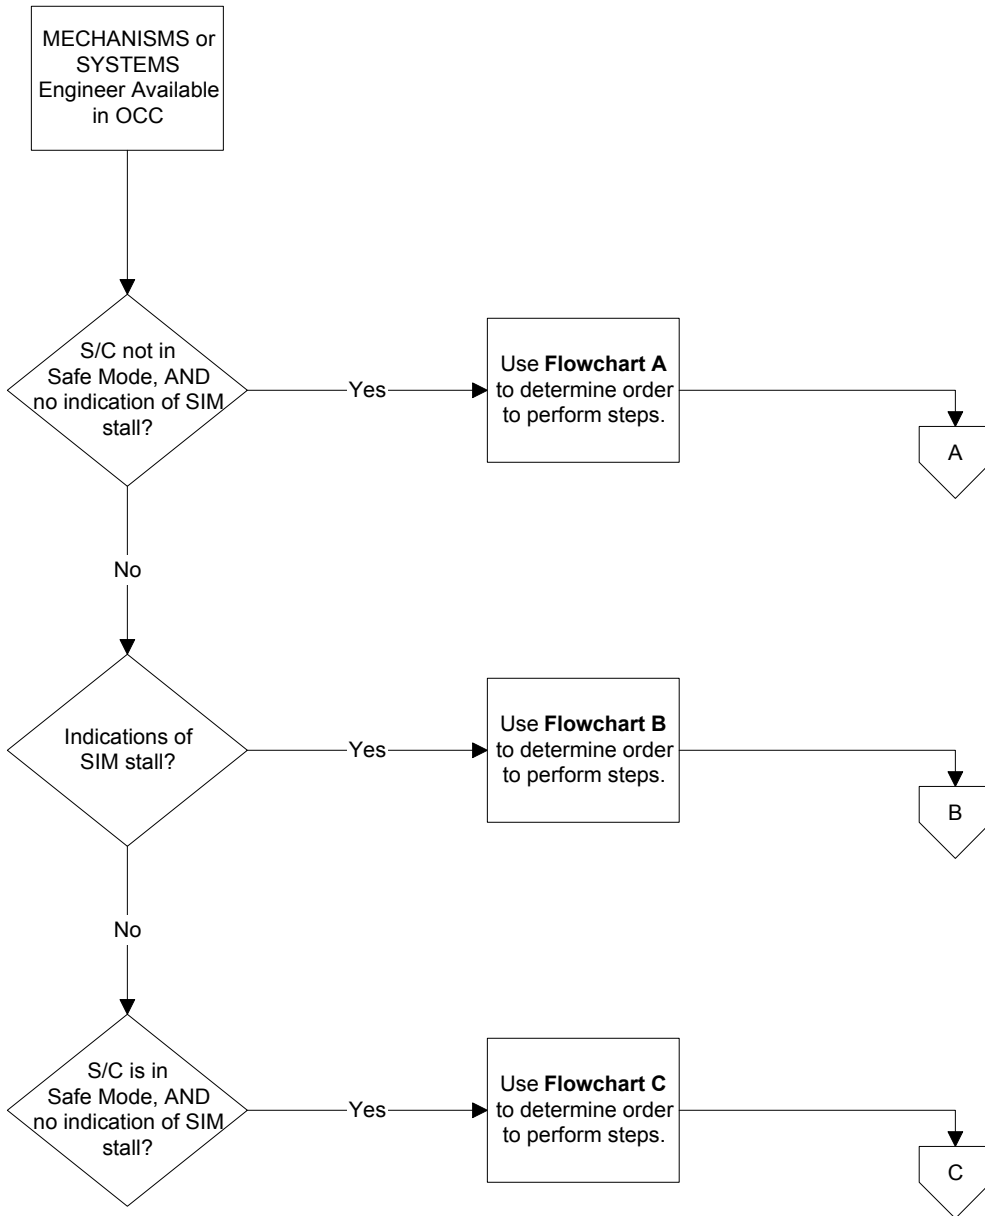 MECHANISMS or
SYSTEMS
Engineer Available
in OCC
S/C not in
Safe Mode, AND
no indication of SIM
stall?
Yes
Use Flowchart A
to determine order
to perform steps.
A
No
Indications of
SIM stall?
Yes
Use Flowchart B
to determine order
to perform steps.
B
No
S/C is in
Safe Mode, AND
no indication of SIM
stall?
Yes
Use Flowchart C
to determine order
to perform steps.
C